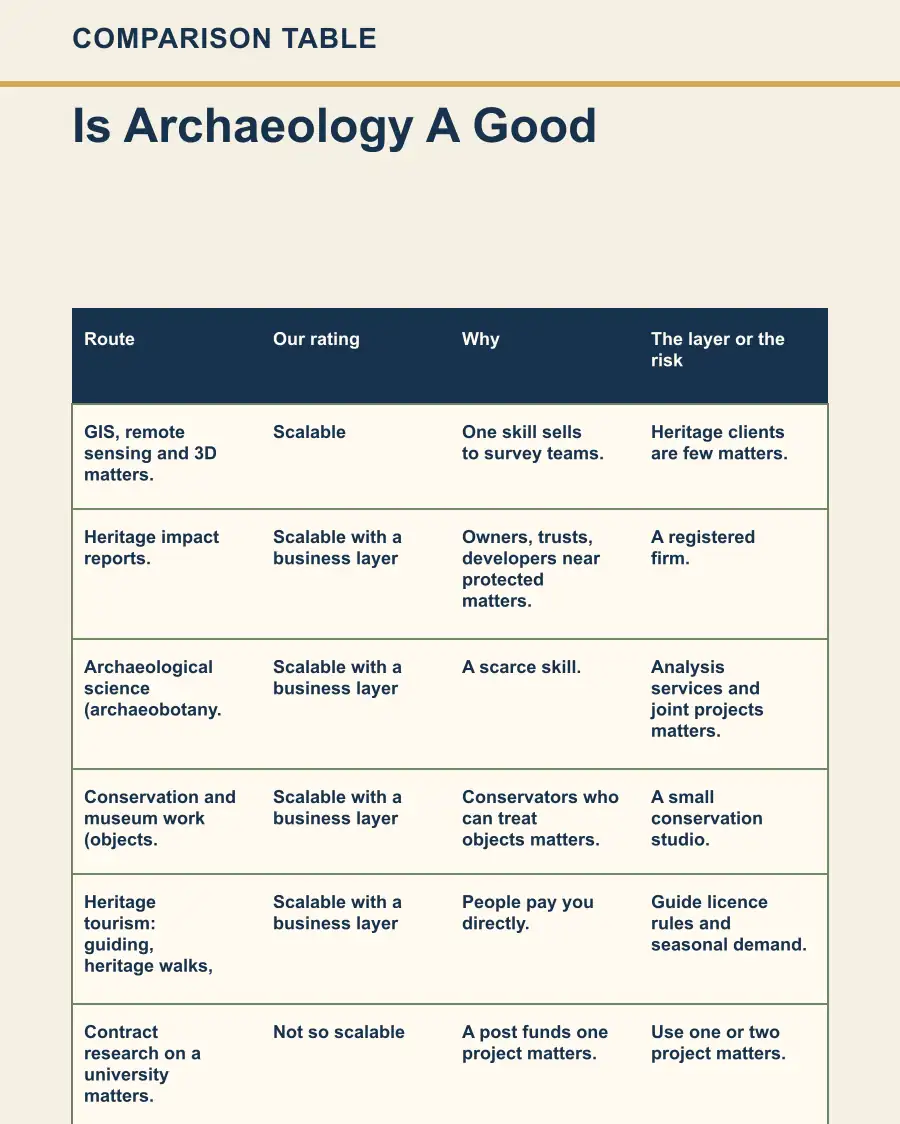 COMPARISON TABLE
Is Archaeology A Good
Route
Our rating
Why
The layer or the
risk
GIS, remote
sensing and 3D
matters.
Scalable
One skill sells
to survey teams.
Heritage clients
are few matters.
Heritage impact
reports.
Scalable with a
business layer
Owners, trusts,
developers near
protected
matters.
A registered
firm.
Archaeological
science
(archaeobotany.
Scalable with a
business layer
A scarce skill.
Analysis
services and
joint projects
matters.
Conservation and
museum work
(objects.
Scalable with a
business layer
Conservators who
can treat
objects matters.
A small
conservation
studio.
Heritage
tourism:
guiding,
heritage walks,
Scalable with a
business layer
People pay you
directly.
Guide licence
rules and
seasonal demand.
Contract
research on a
university
matters.
Not so scalable
A post funds one
project matters.
Use one or two
project matters.